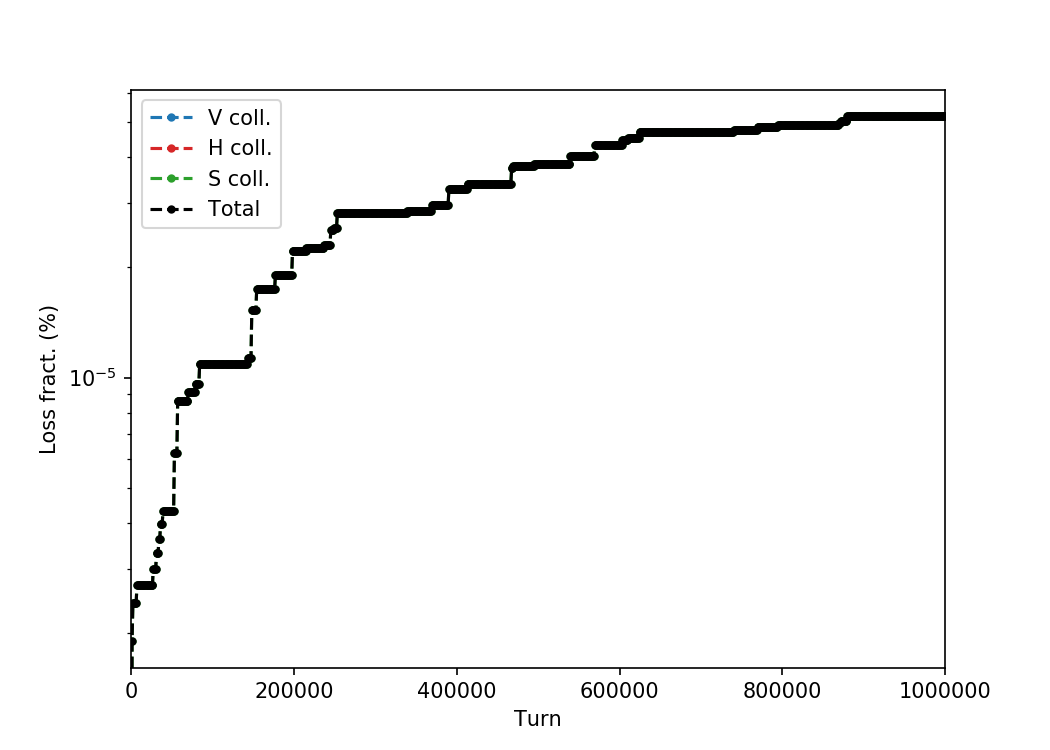 V coll.
H coll.
S coll.
Total
Loss fract. (%)
10⁻⁵
0 200000 400000 600000 800000 1000000
Turn